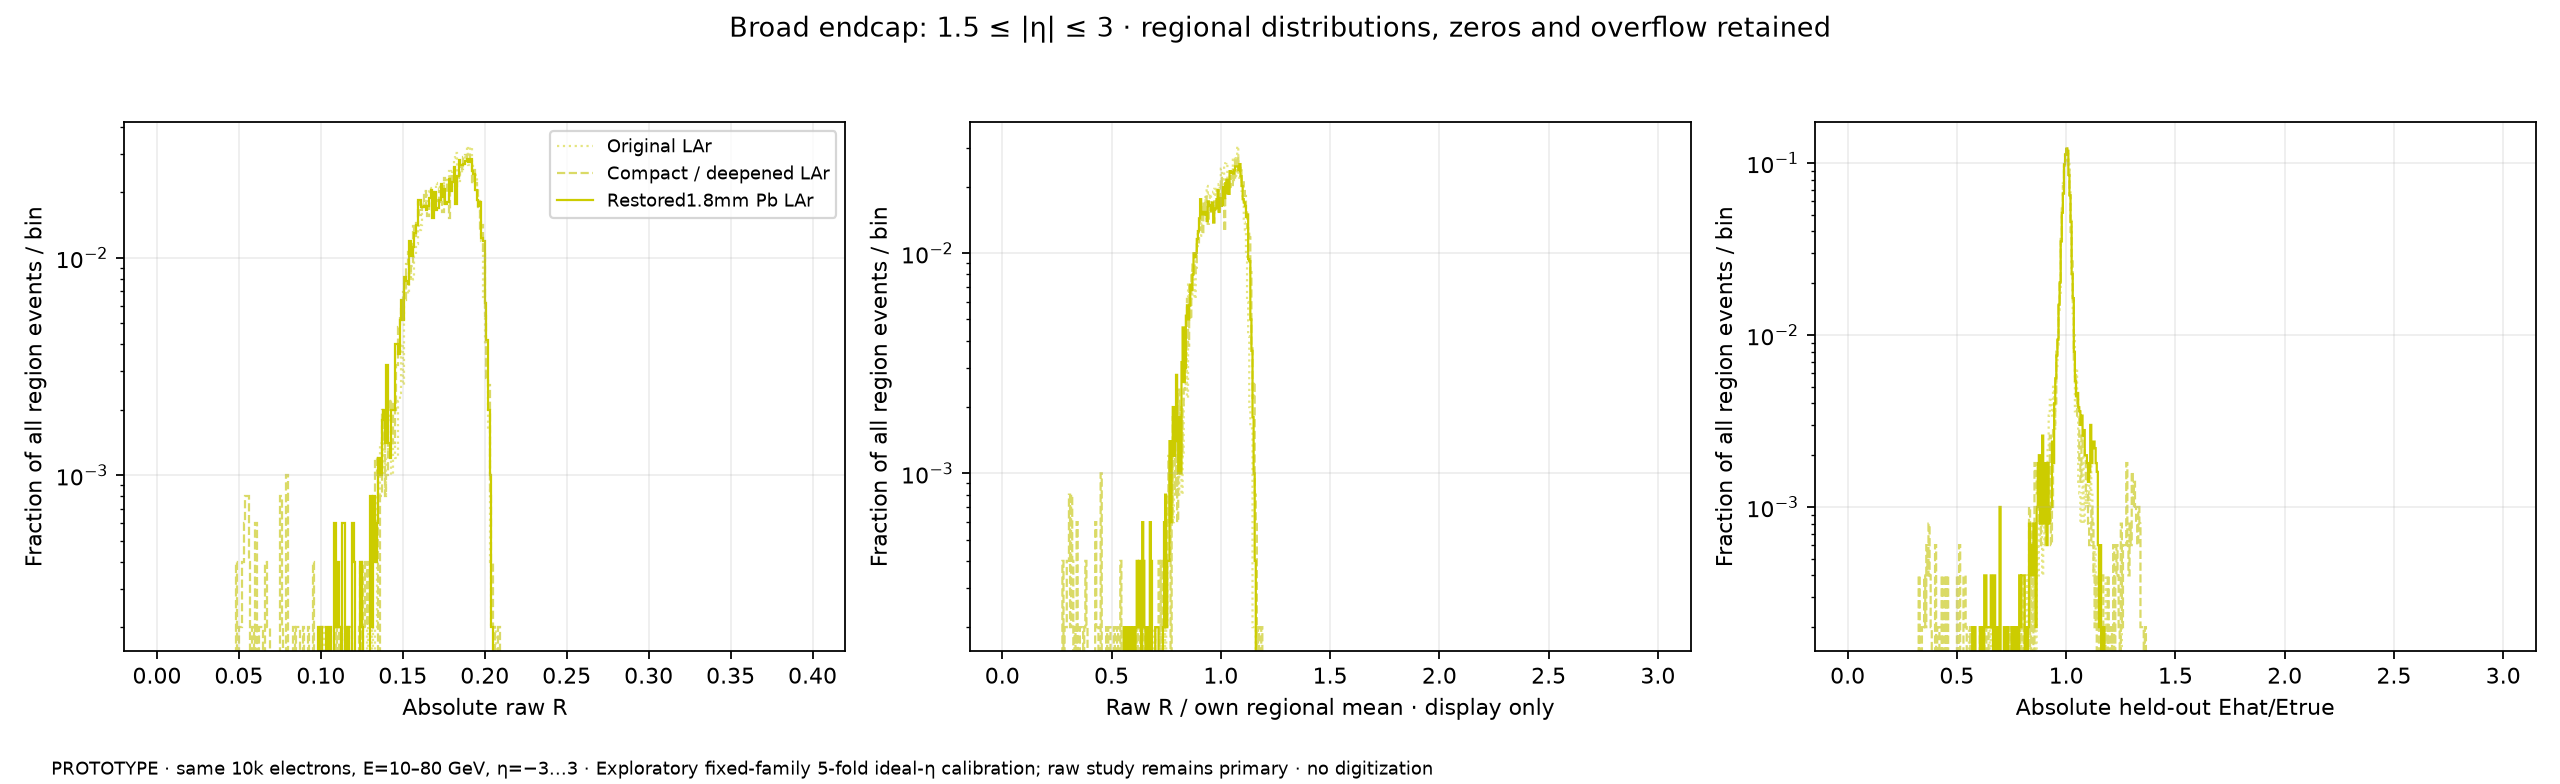 Broad endcap: 1.5 ≤ |η| ≤ 3 · regional distributions, zeros and overflow retained
Fraction of all region events / bin
10⁻²
10⁻³
Original LAr
Compact / deepened LAr
Restored1.8mm Pb LAr
0.00 0.05 0.10 0.15 0.20 0.25 0.30 0.35 0.40
Absolute raw R
Fraction of all region events / bin
10⁻²
10⁻³
0.0 0.5 1.0 1.5 2.0 2.5 3.0
Raw R / own regional mean · display only
Fraction of all region events / bin
10⁻¹
10⁻²
10⁻³
0.0 0.5 1.0 1.5 2.0 2.5 3.0
Absolute held-out Ehat/Etrue
PROTOTYPE · same 10k electrons, E=10–80 GeV, η=−3...3 · Exploratory fixed-family 5-fold ideal-η calibration; raw study remains primary · no digitization